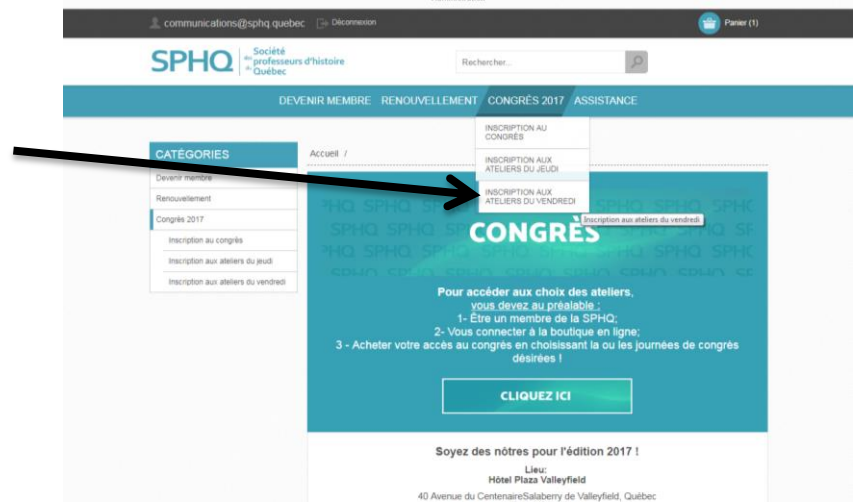 communications@sphq.quebec Déconnexion
Panier (1)
SPHQ
Société
des professeurs d'histoire
du Québec
Rechercher...
DEVENIR MEMBRE RENOUVELLEMENT CONGRÈS 2017 ASSISTANCE
INSCRIPTION AU
CONGRÈS
INSCRIPTION AUX
ATELIERS DU JEUDI
INSCRIPTION AUX
ATELIERS DU VENDREDI
Inscription aux ateliers du vendredi
CATÉGORIES
Devenir membre
Renouvellement
Congrès 2017
Inscription au congrès
Inscription aux ateliers du jeudi
Inscription aux ateliers du vendredi
Accueil /
CONGRÈS
Pour accéder aux choix des ateliers,
vous devez au préalable :
1- Être un membre de la SPHQ;
2- Vous connecter à la boutique en ligne;
3 - Acheter votre accès au congrès en choisissant la ou les journées de congrès
désirées !
CLIQUEZ ICI
Soyez des nôtres pour l'édition 2017 !
Lieu:
Hôtel Plaza Valleyfield
40 Avenue du CentenaireSalaberry de Valleyfield, Québec